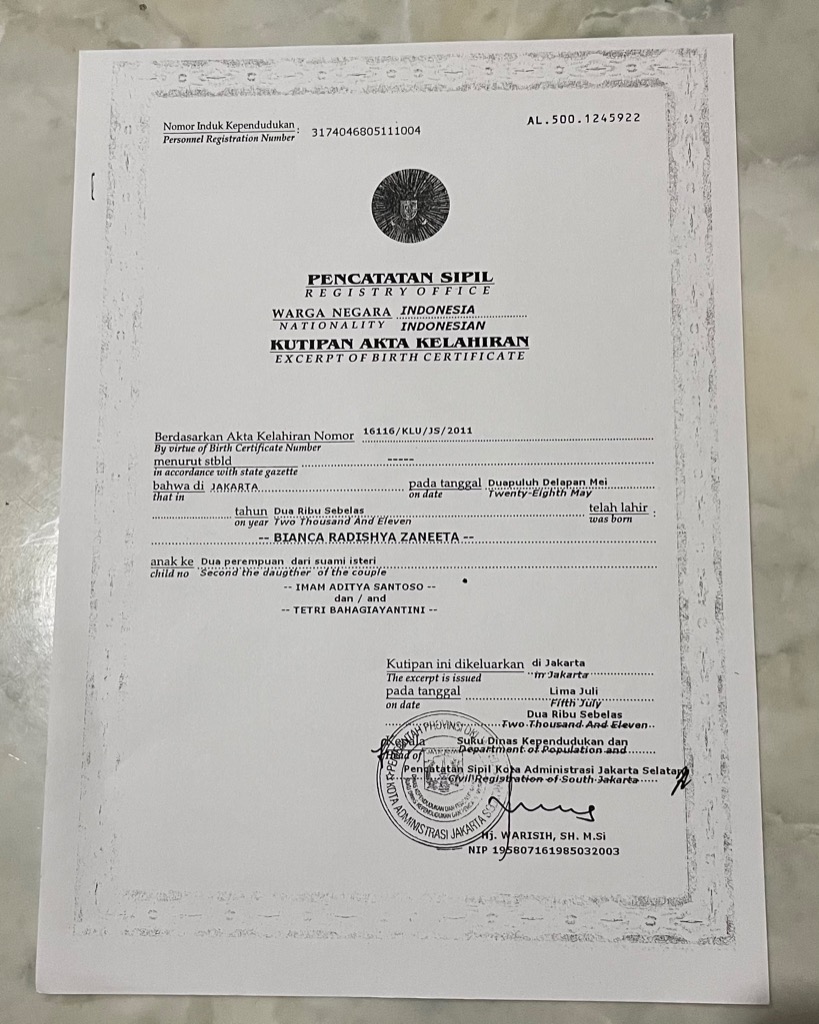 Nomor Induk Kependudukan : 3174046805111004
Personnel Registration Number
AL.500.1245922
PENCATATAN SIPIL
REGISTRY OFFICE
WARGA NEGARA INDONESIA
NATIONALITY INDONESIAN
KUTIPAN AKTA KELAHIRAN
EXCERPT OF BIRTH CERTIFICATE
Berdasarkan Akta Kelahiran Nomor 16116/KLU/JS/2011
By virtue of Birth Certificate Number
menurut stbld -----
in accordance with state gazette
bahwa di JAKARTA pada tanggal Duapuluh Delapan Mei
that in on date Twenty-Eighth May
tahun Dua Ribu Sebelas telah lahir :
on year Two Thousand And Eleven was born
-- BIANCA RADISHYA ZANEETA --
anak ke Dua perempuan dari suami isteri
child no Second the daugther of the couple
-- IMAM ADITYA SANTOSO --
dan / and
-- TETRI BAHAGIAYANTINI --
Kutipan ini dikeluarkan di Jakarta
The excerpt is issued in Jakarta
pada tanggal Lima Juli
on date Fifth July
Dua Ribu Sebelas
Two Thousand And Eleven
Kepala Suku Dinas Kependudukan dan
Head of Department of Population and
Pencatatan Sipil Kota Administrasi Jakarta Selatan
Civil Registration of South Jakarta
KOTA ADMINISTRASI JAKARTA
Hj. WARISIH, SH. M.Si
NIP 195807161985032003